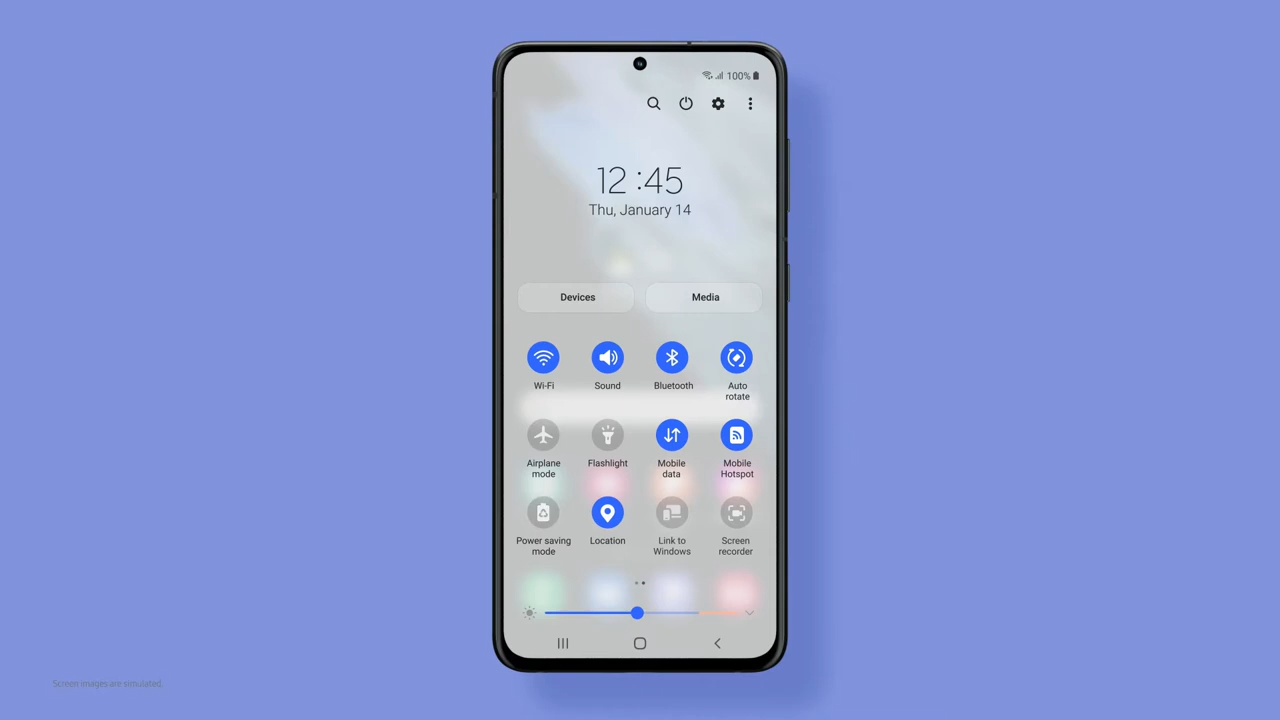 100%
12 :45
Thu, January 14
Devices Media
Wi-Fi Sound Bluetooth Auto
rotate
Airplane Flashlight Mobile Mobile
mode data Hotspot
Power saving Location Link to Screen
mode Windows recorder
Screen images are simulated.